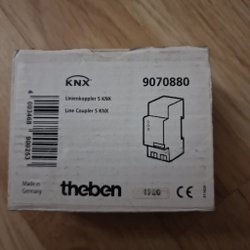 KNX
9070880
Linienkoppler S KNX
Line Coupler S KNX
Made in
Germany
theben
CE